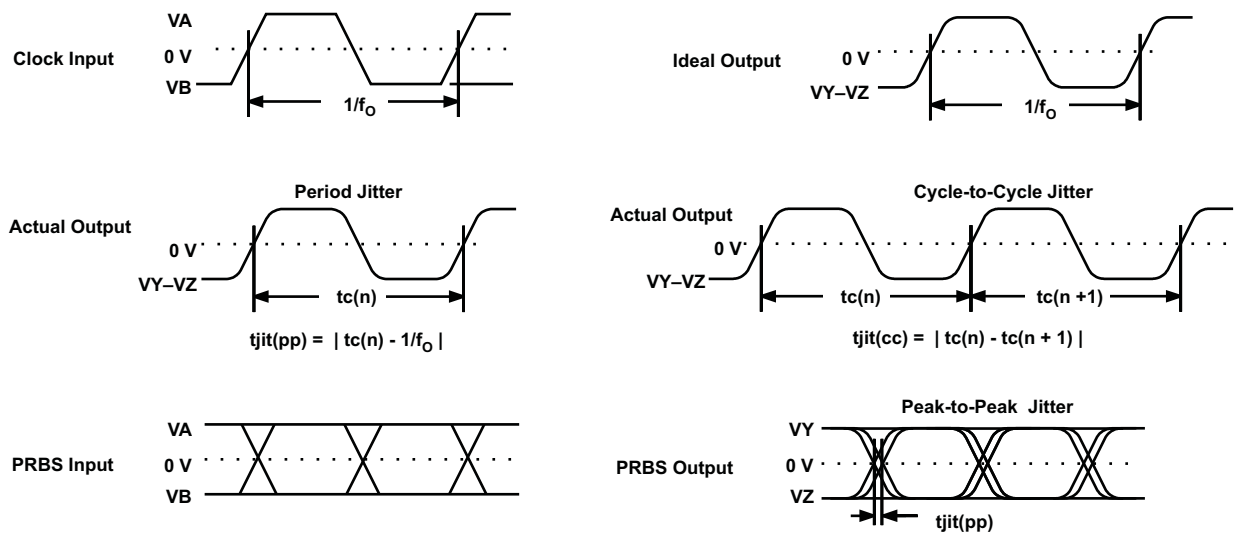 Clock Input
VA
0 V
VB
1/fO
Ideal Output
0 V
VY–VZ
1/fO
Period Jitter
Actual Output
0 V
VY–VZ
tc(n)
tjit(pp) = | tc(n) - 1/fO |
Cycle-to-Cycle Jitter
Actual Output
0 V
VY–VZ
tc(n)
tc(n +1)
tjit(cc) = | tc(n) - tc(n + 1) |
PRBS Input
VA
0 V
VB
Peak-to-Peak Jitter
PRBS Output
VY
0 V
VZ
tjit(pp)